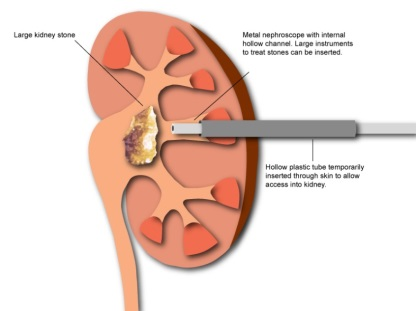 Large kidney stone
Metal nephroscope with internal
hollow channel. Large instruments
to treat stones can be inserted.
Hollow plastic tube temporarily
inserted through skin to allow
access into kidney.